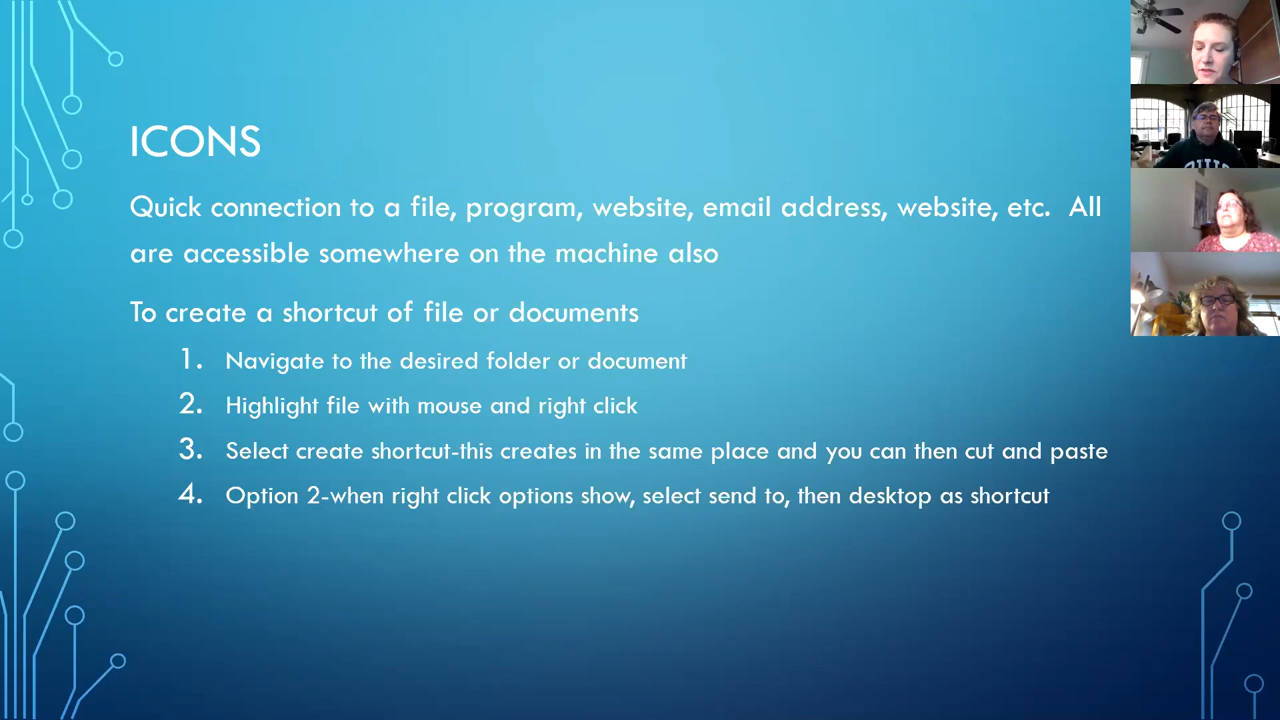 ICONS
Quick connection to a file, program, website, email address, website, etc.  All
are accessible somewhere on the machine also
To create a shortcut of file or documents
1. Navigate to the desired folder or document
2. Highlight file with mouse and right click
3. Select create shortcut-this creates in the same place and you can then cut and paste
4. Option 2-when right click options show, select send to, then desktop as shortcut